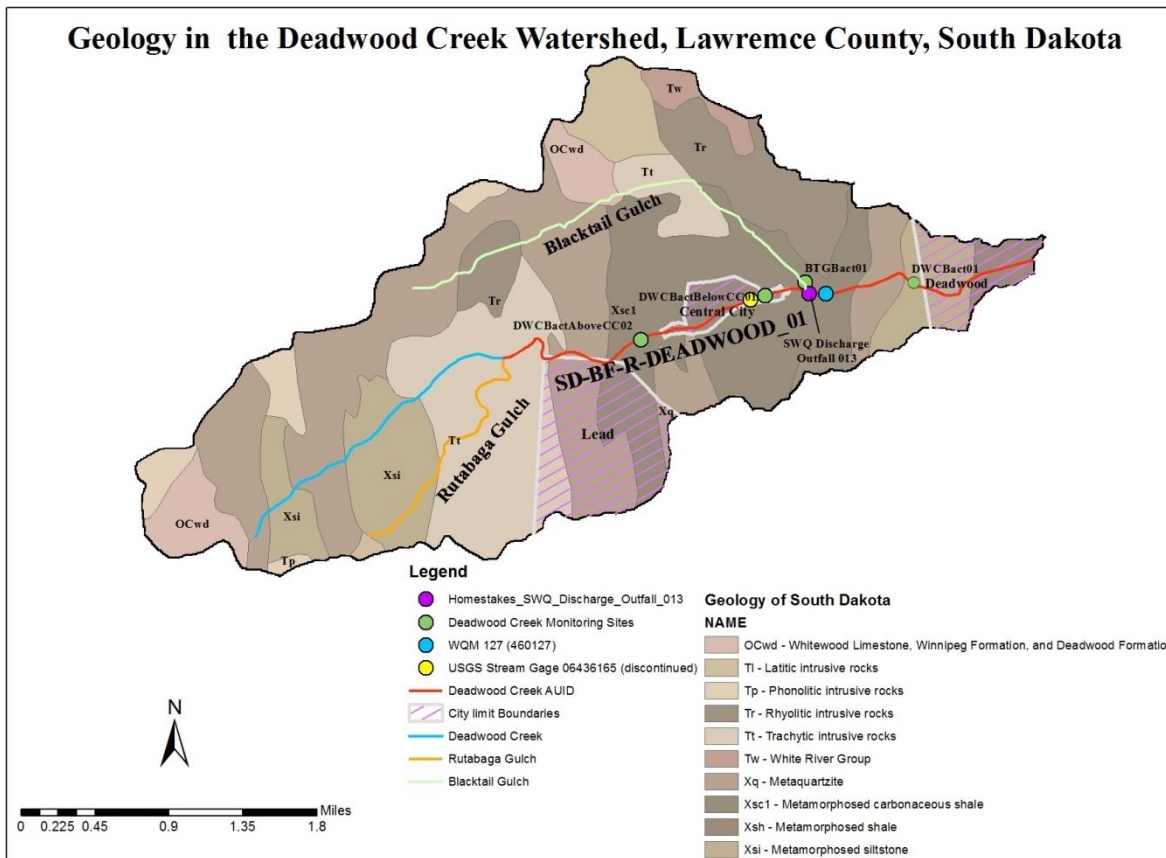 Geology in the Deadwood Creek Watershed, Lawremce County, South Dakota
Tw
OCwd
Tr
Tt
Blacktail Gulch
BTGBact01
DWCBact01
Deadwood
Tr
DWCBactBelowCC01
Central City
Xsc1
DWCBactAboveCC02
SWQ Discharge
Outfall 013
SD-BF-R-DEADWOOD_01
Xq
Lead
Tt
Rutabaga Gulch
Xsi
OCwd
Xsi
Tp
Legend
Homestakes_SWQ_Discharge_Outfall_013
Deadwood Creek Monitoring Sites
WQM 127 (460127)
USGS Stream Gage 06436165 (discontinued)
Deadwood Creek AUID
City limit Boundaries
Deadwood Creek
Rutabaga Gulch
Blacktail Gulch
Geology of South Dakota
NAME
OCwd - Whitewood Limestone, Winnipeg Formation, and Deadwood Formation
Tl - Latitic intrusive rocks
Tp - Phonolitic intrusive rocks
Tr - Rhyolitic intrusive rocks
Tt - Trachytic intrusive rocks
Tw - White River Group
Xq - Metaquartzite
Xsc1 - Metamorphosed carbonaceous shale
Xsh - Metamorphosed shale
Xsi - Metamorphosed siltstone
N
Miles
0 0.225 0.45 0.9 1.35 1.8